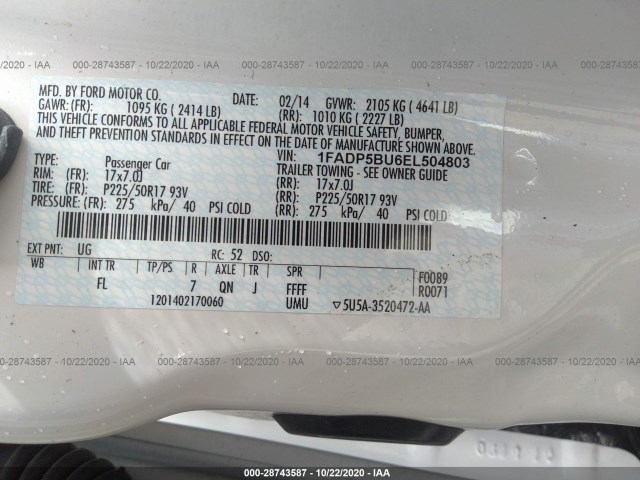 000-28743587 - 10/22/2020 - IAA
MFD. BY FORD MOTOR CO.
DATE: 02/14 GVWR: 2105 KG ( 4641 LB)
GAWR: (FR): 1095 KG ( 2414 LB) (RR): 1010 KG ( 2227 LB)
THIS VEHICLE CONFORMS TO ALL APPLICABLE FEDERAL MOTOR VEHICLE SAFETY, BUMPER,
AND THEFT PREVENTION STANDARDS IN EFFECT ON THE DATE OF MANUFACTURE SHOWN ABOVE.
VIN: 1FADP5BU6EL504803
TYPE: Passenger Car TRAILER TOWING - SEE OWNER GUIDE
RIM: (FR): 17x7.0J (RR): 17x7.0J
TIRE: (FR): P225/50R17 93V (RR): P225/50R17 93V
PRESSURE: (FR): 275 kPa/ 40 PSI COLD (RR): 275 kPa/ 40 PSI COLD
EXT PNT: UG RC: 52 DSO:
WB INT TR TP/PS R AXLE TR SPR F0089
FL 7 QN J FFFF R0071
1201402170060 UMU ▽5U5A-3520472-AA
000-28743587 - 10/22/2020 - IAA
000-28743587 - 10/22/2020 - IAA